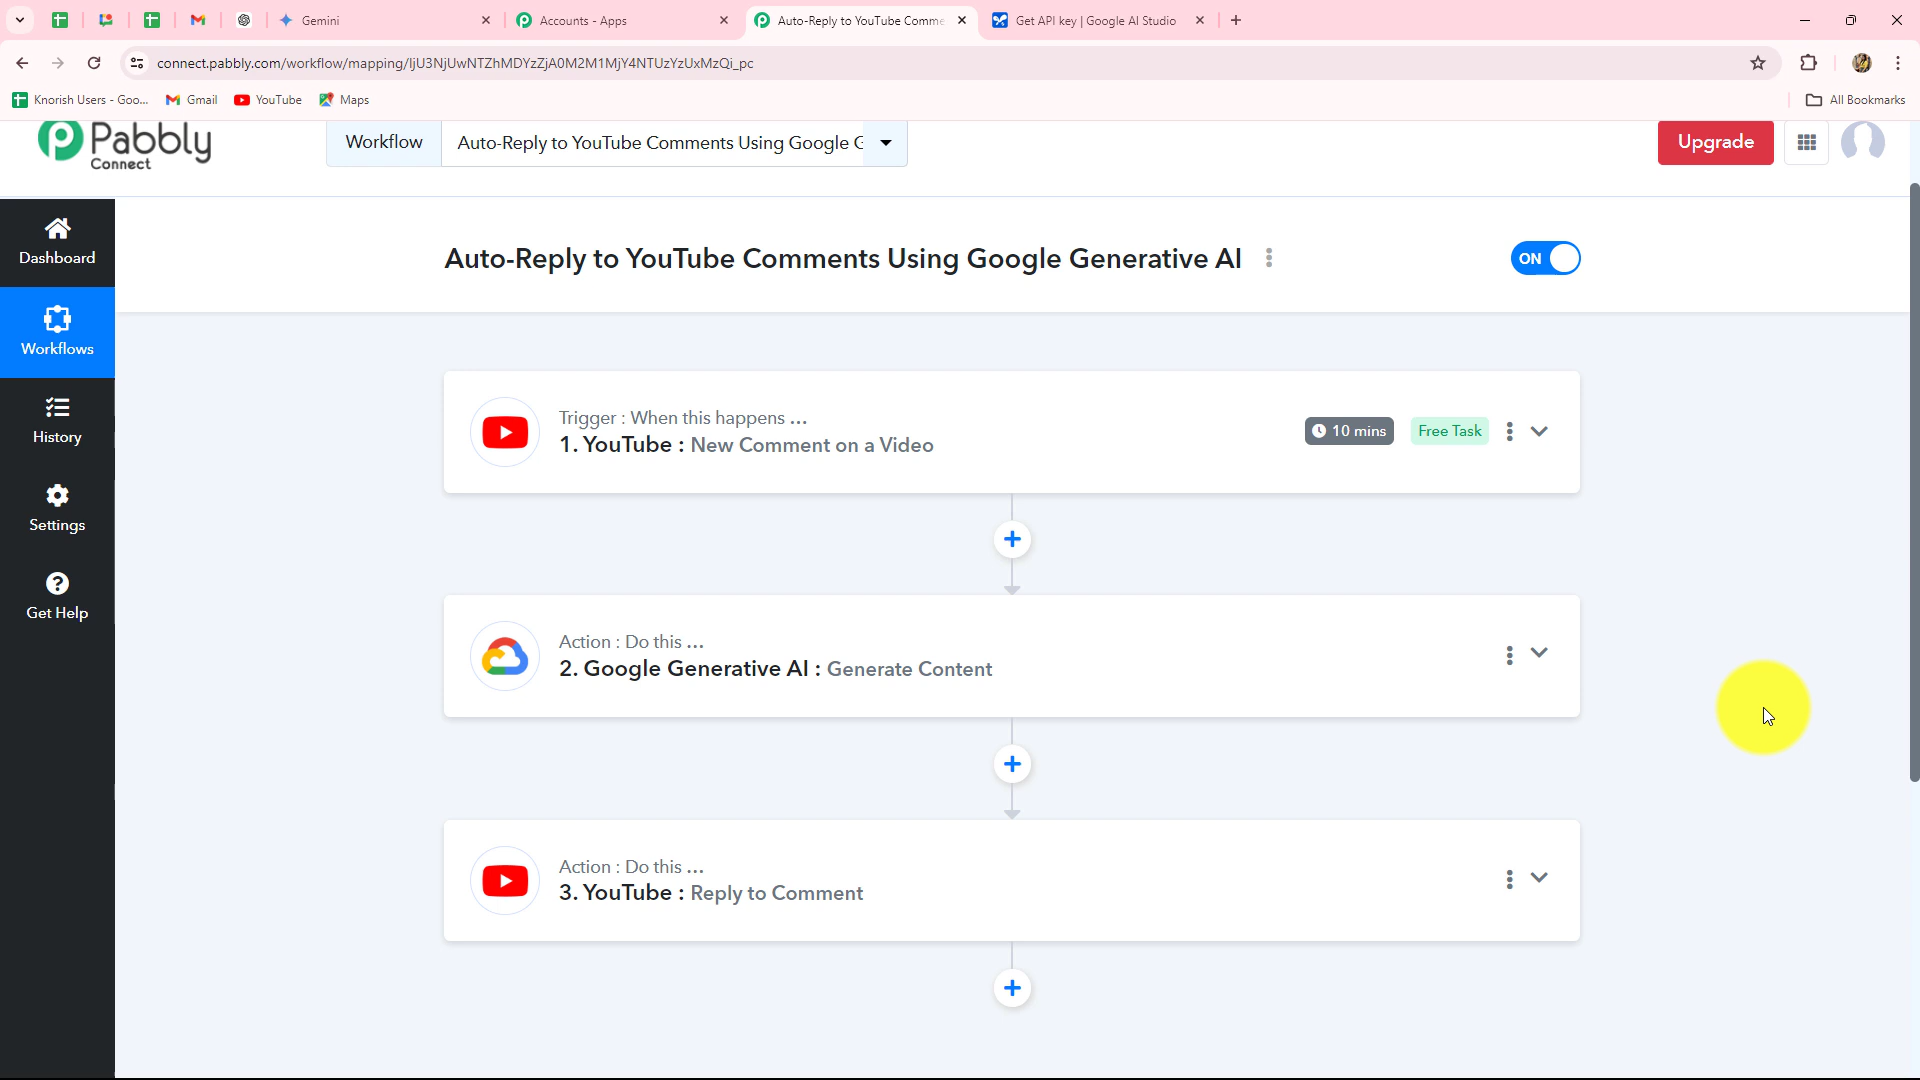 Gemini
Accounts - Apps
Auto-Reply to YouTube Comme
Get API key | Google AI Studio
connect.pabbly.com/workflow/mapping/IjU3NjUwNTZhMDYzZjA0M2M1MjY4NTUzYzUxMzQi_pc
Knorish Users - Goo...
Gmail
YouTube
Maps
All Bookmarks
Pabbly
Connect
Workflow
Auto-Reply to YouTube Comments Using Google G
Upgrade
Dashboard
Workflows
History
Settings
Get Help
Auto-Reply to YouTube Comments Using Google Generative AI
ON
Trigger : When this happens ...
1. YouTube : New Comment on a Video
10 mins
Free Task
Action : Do this ...
2. Google Generative AI : Generate Content
Action : Do this ...
3. YouTube : Reply to Comment